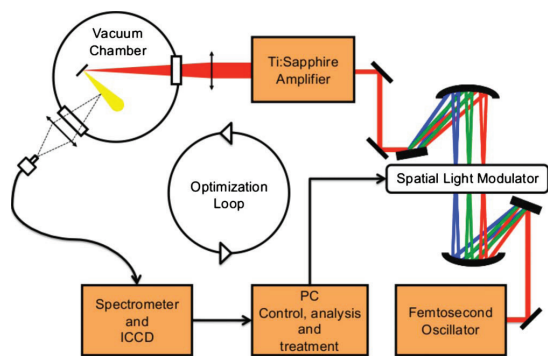 Vacuum
Chamber
Ti:Sapphire
Amplifier
Optimization
Loop
Spatial Light Modulator
Spectrometer
and
ICCD
PC
Control, analysis
and
treatment
Femtosecond
Oscillator